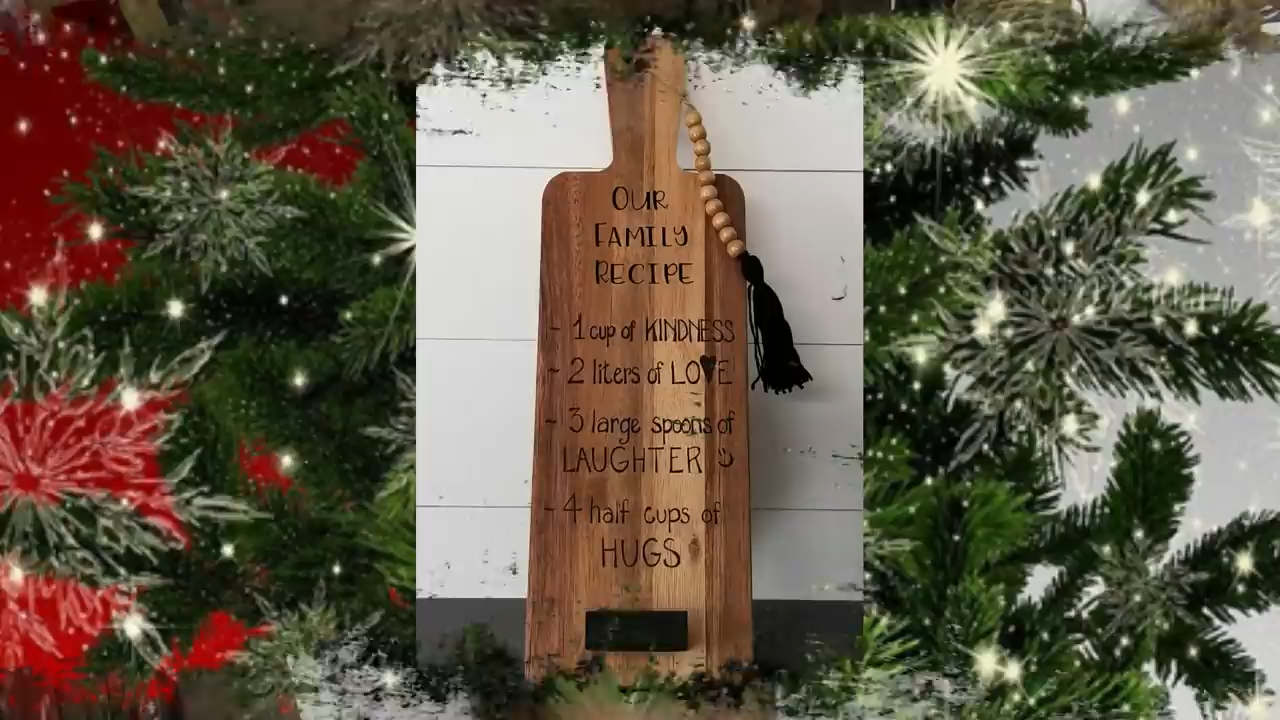 OUR
FAMILY
RECIPE
- 1 cup of KINDNESS
- 2 liters of LOVE
- 3 large spoons of
LAUGHTER
- 4 half cups of
HUGS